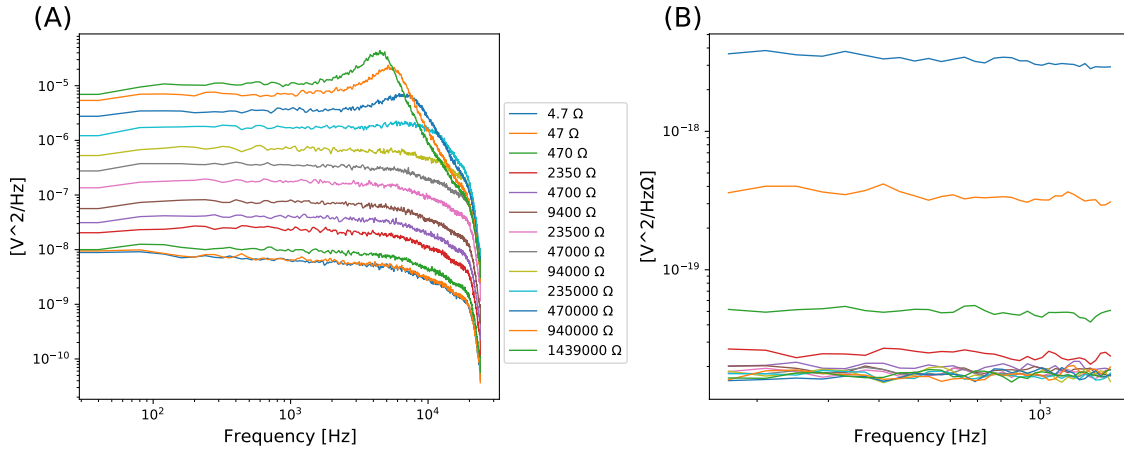 (A)
[V^2/Hz]
10^-5
10^-6
10^-7
10^-8
10^-9
10^-10
10^2
10^3
10^4
Frequency [Hz]
4.7 Ω
47 Ω
470 Ω
2350 Ω
4700 Ω
9400 Ω
23500 Ω
47000 Ω
94000 Ω
235000 Ω
470000 Ω
940000 Ω
1439000 Ω
(B)
[V^2/HzΩ]
10^-18
10^-19
10^3
Frequency [Hz]